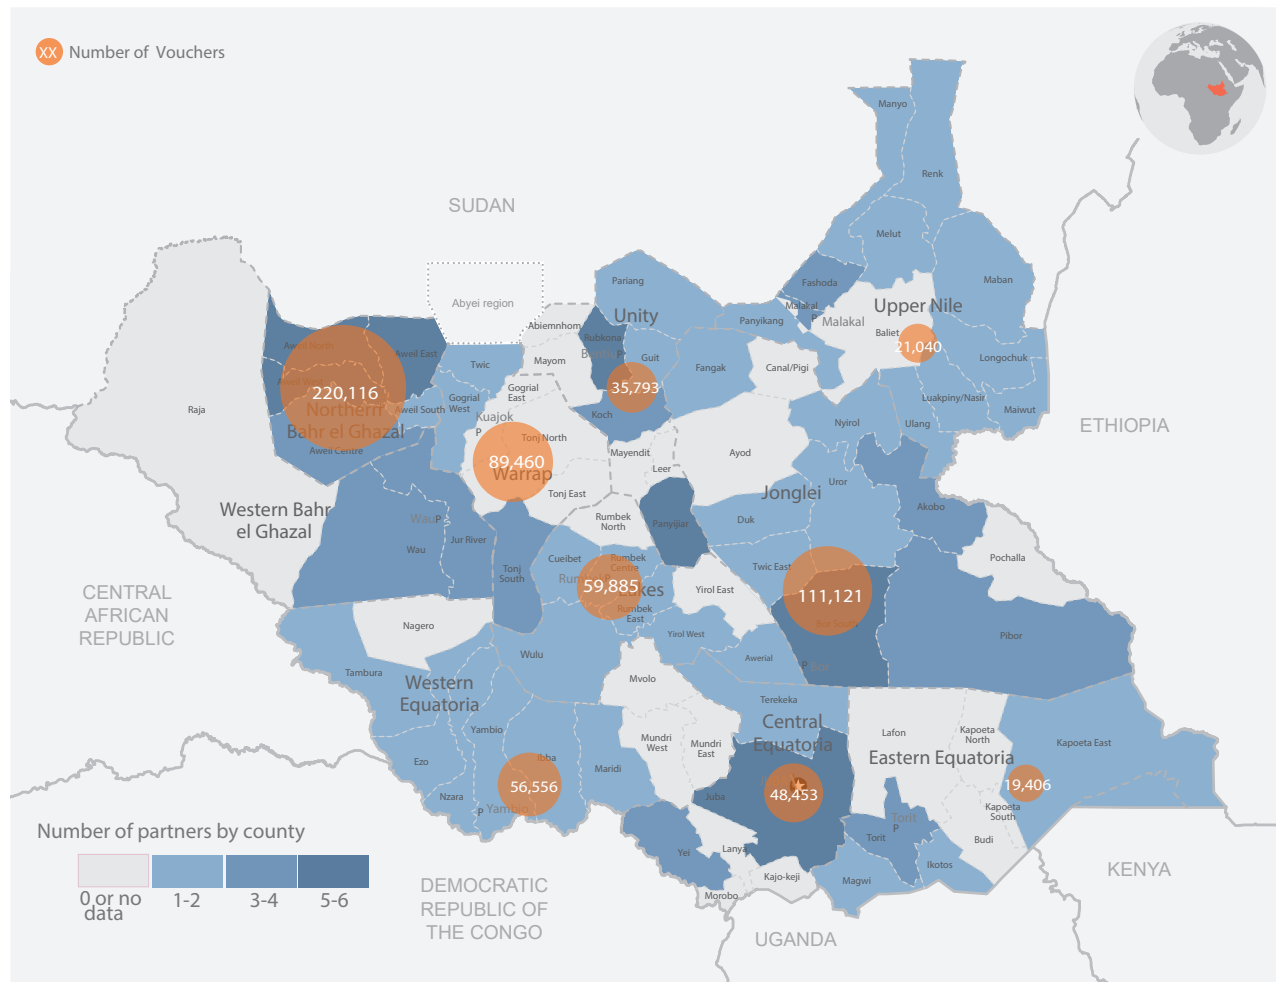 XX Number of Vouchers
Manyo
Renk
SUDAN
Melut
Maban
Pariang
Fashoda
Abyei region
Malakal
P
Malakal
Upper Nile
Unity
Abiemnhom
Panyikang
Rubkona
Baliet
Aweil North
Aweil East
21,040
P
Guit
Longochuk
Mayom
Twic
Fangak
Canal/Pigi
35,793
220,116
Gogrial
East
Gogrial
West
Luakpiny/Nasir
Maiwut
Raja
Northern
Bahr el Ghazal
Aweil South
Koch
Kuajok
P
Nyirol
Ulang
ETHIOPIA
Aweil Centre
Tonj North
Mayendit
Ayod
89,460
Warrap
Leer
Tonj East
Jonglei
Uror
Western Bahr
el Ghazal
Akobo
Wau
P
Rumbek
North
Panyijiar
Duk
Jur River
Wau
Cueibet
Rumbek
Centre
Pochalla
Tonj
South
Twic East
CENTRAL
AFRICAN
REPUBLIC
59,885
Lakes
Yirol East
111,121
Rumbek
East
Bor South
Nagero
Yirol West
Pibor
Wulu
Awerial
P Bor
Tambura
Mvolo
Western
Equatoria
Terekeka
Central
Equatoria
Yambio
Lafon
Kapoeta
North
Mundri
West
Mundri
East
Kapoeta East
Eastern Equatoria
Ezo
Ibba
Maridi
56,556
19,406
Nzara
P
Yambio
Juba
48,453
Kapoeta
South
Torit
P
Torit
Budi
Number of partners by county
Yei
Lanya
Ikotos
Kajo-keji
Magwi
KENYA
0 or no
data
1-2
3-4
5-6
Morobo
DEMOCRATIC
REPUBLIC OF
THE CONGO
UGANDA